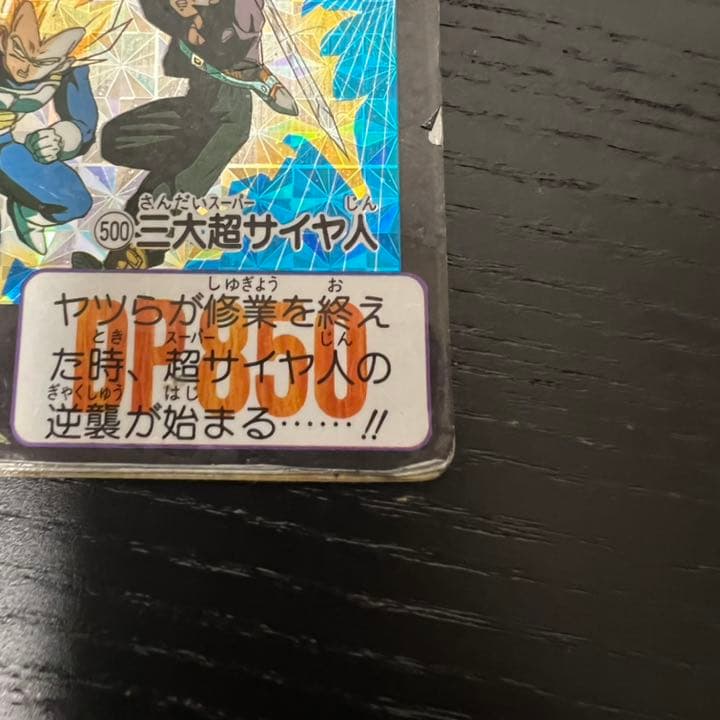 さんだいスーパー じん
500 三大超サイヤ人
しゅぎょう お
ヤツらが修業を終え
とき スーパー じん
た時、超サイヤ人の
ぎゃくしゅう はじ
逆襲が始まる……!!
DP850